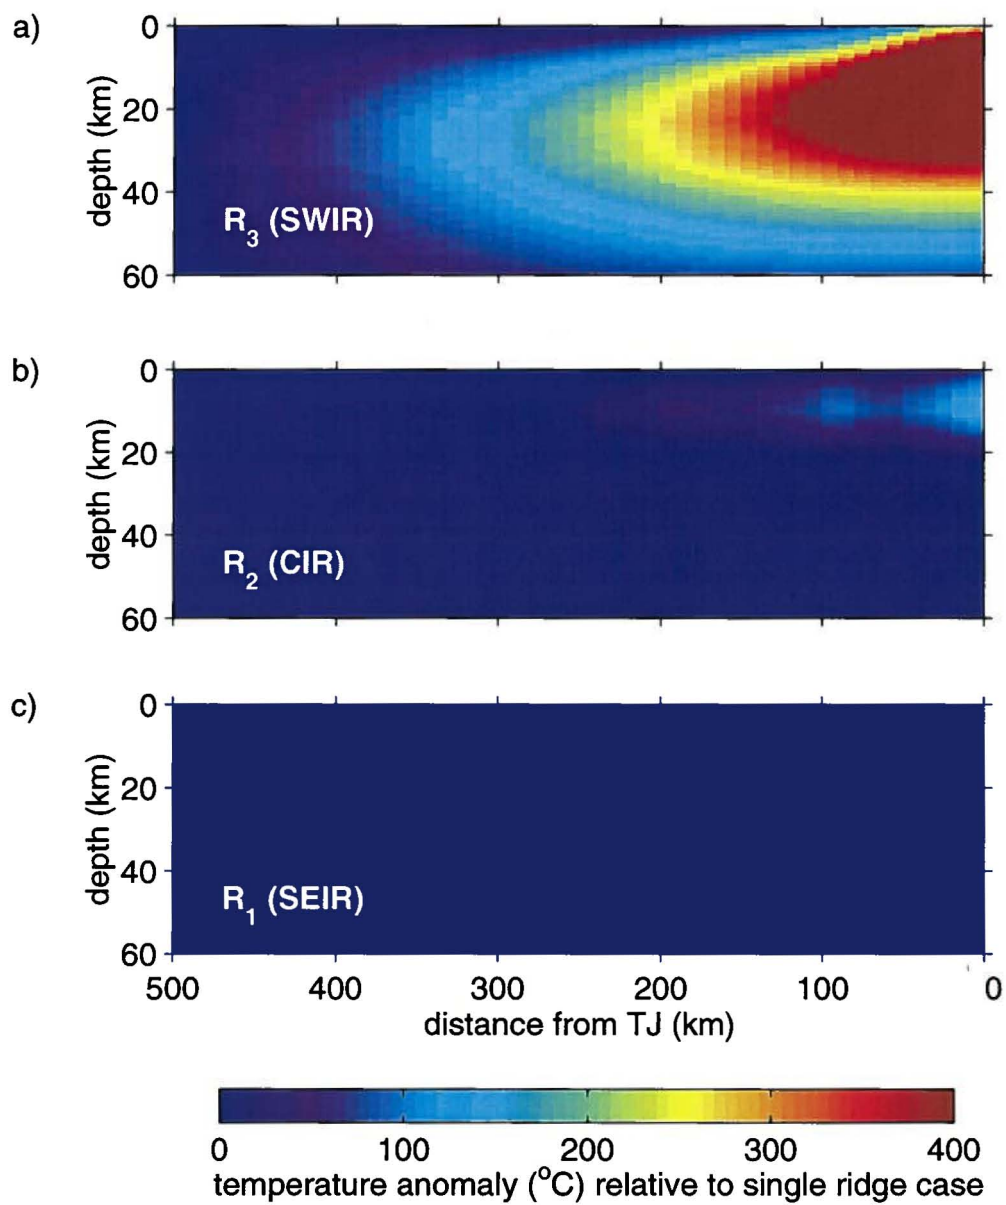 a)
0
20
40
60
depth (km)
R3 (SWIR)
b)
0
20
40
60
depth (km)
R2 (CIR)
c)
0
20
40
60
depth (km)
R1 (SEIR)
500 400 300 200 100 0
distance from TJ (km)
0 100 200 300 400
temperature anomaly (°C) relative to single ridge case